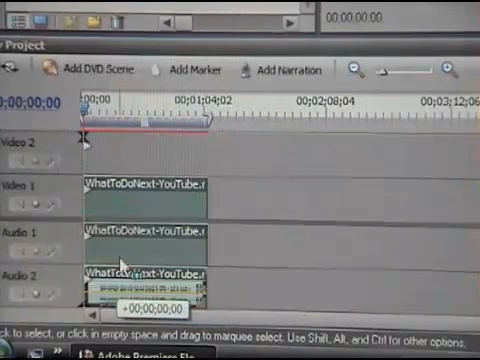 00;00;00;00
Project
Add DVD Scene
Add Marker
Add Narration
0;00;00;00
;00;00
00;01;04;02
00;02;08;04
00;03;12;06
Video 2
Video 1
WhatToDoNext-YouTube.r
Audio 1
WhatToDoNext-YouTube.r
Audio 2
WhatToDoNext-YouTube.r
+00;00;00;00
ck to select, or click in empty space and drag to marquee select. Use Shift, Alt, and Ctrl for other options.
Adobe Premiere Ele